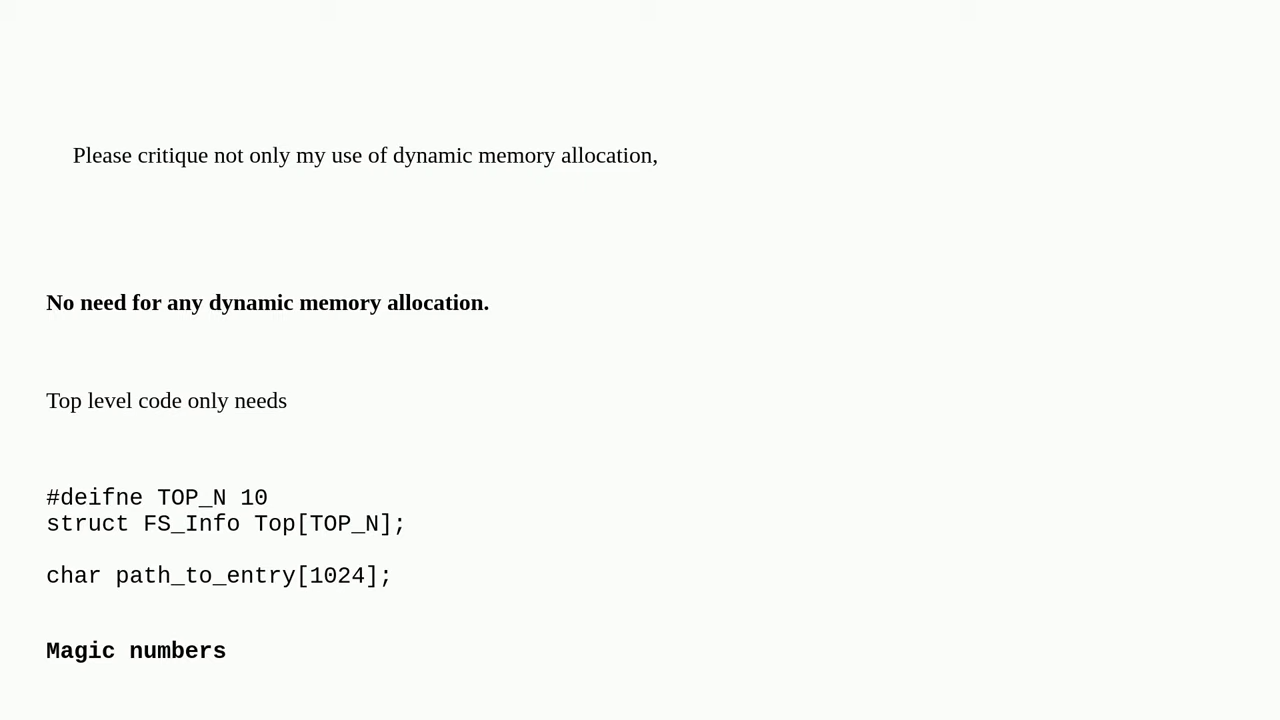 Please critique not only my use of dynamic memory allocation,
No need for any dynamic memory allocation.
Top level code only needs
#deifne TOP_N 10
struct FS_Info Top[TOP_N];
char path_to_entry[1024];
Magic numbers